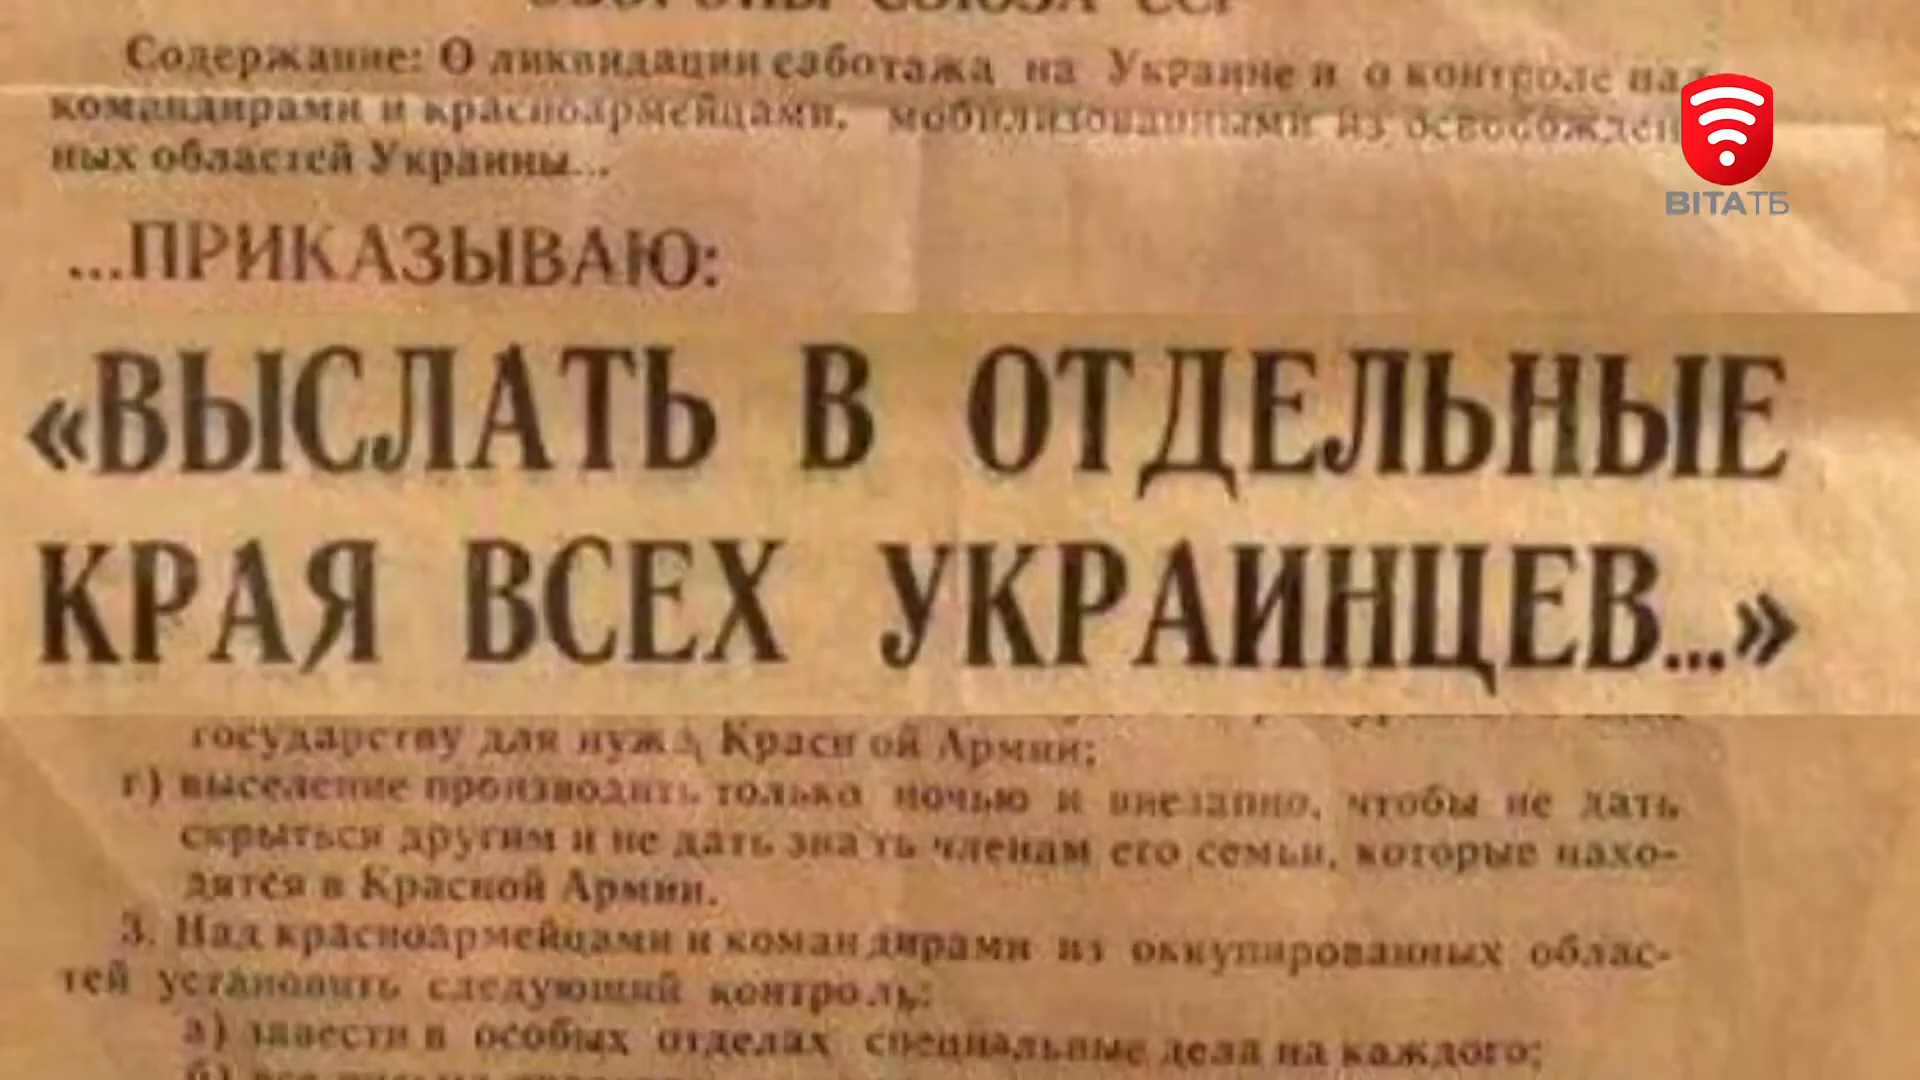 ОБОРОНЫ СОЮЗА ССР
Содержание: О ликвидации саботажа на Украине и о контроле над
командирами и красноармейцами, мобилизованными из освобожден
ных областей Украины...
...ПРИКАЗЫВАЮ:
«ВЫСЛАТЬ В ОТДЕЛЬНЫЕ
КРАЯ ВСЕХ УКРАИНЦЕВ...»
государству для нужд Красной Армии;
г) выселение производить только ночью и внезапно, чтобы не дать
скрыться другим и не дать знать членам его семьи, которые нахо-
дятся в Красной Армии.
3. Над красноармейцами и командирами из оккупированных облас-
тей установить следующий контроль:
а) завести в особых отделах специальные дела на каждого;
ВІТАТБ